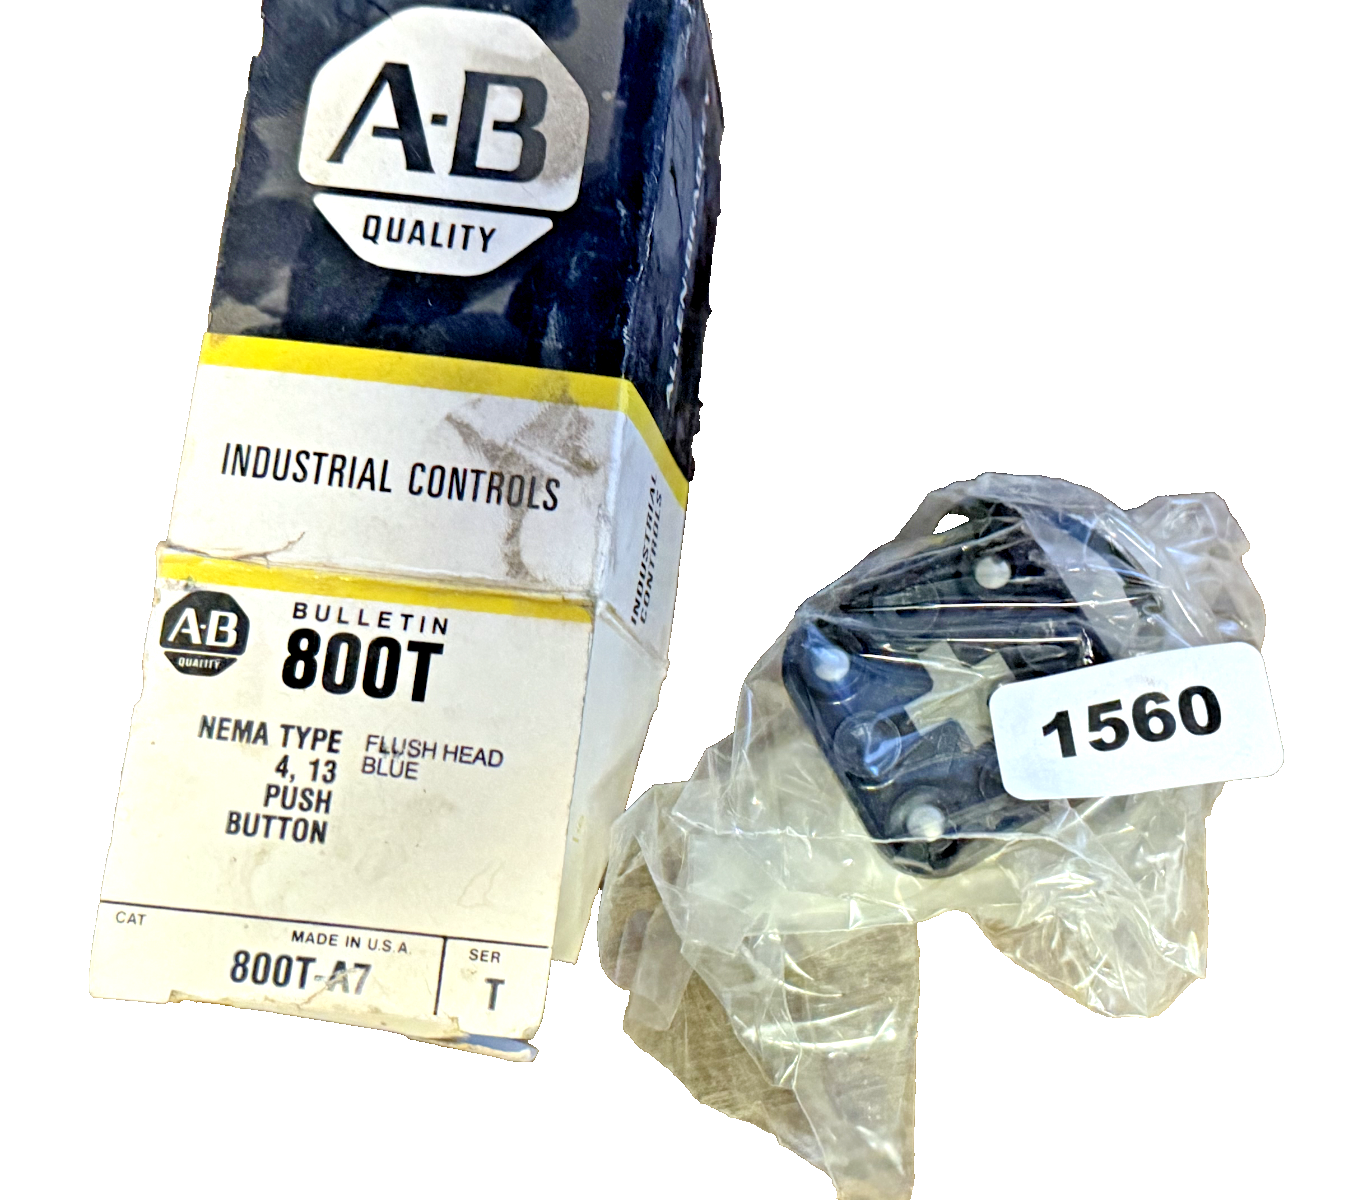 A-B
QUALITY
INDUSTRIAL CONTROLS
INDUSTRIAL
CONTROLS
A-B
QUALITY
BULLETIN
800T
NEMA TYPE
4, 13
PUSH
BUTTON
FLUSH HEAD
BLUE
CAT
MADE IN U.S.A.
800T-A7
SER
T
1560